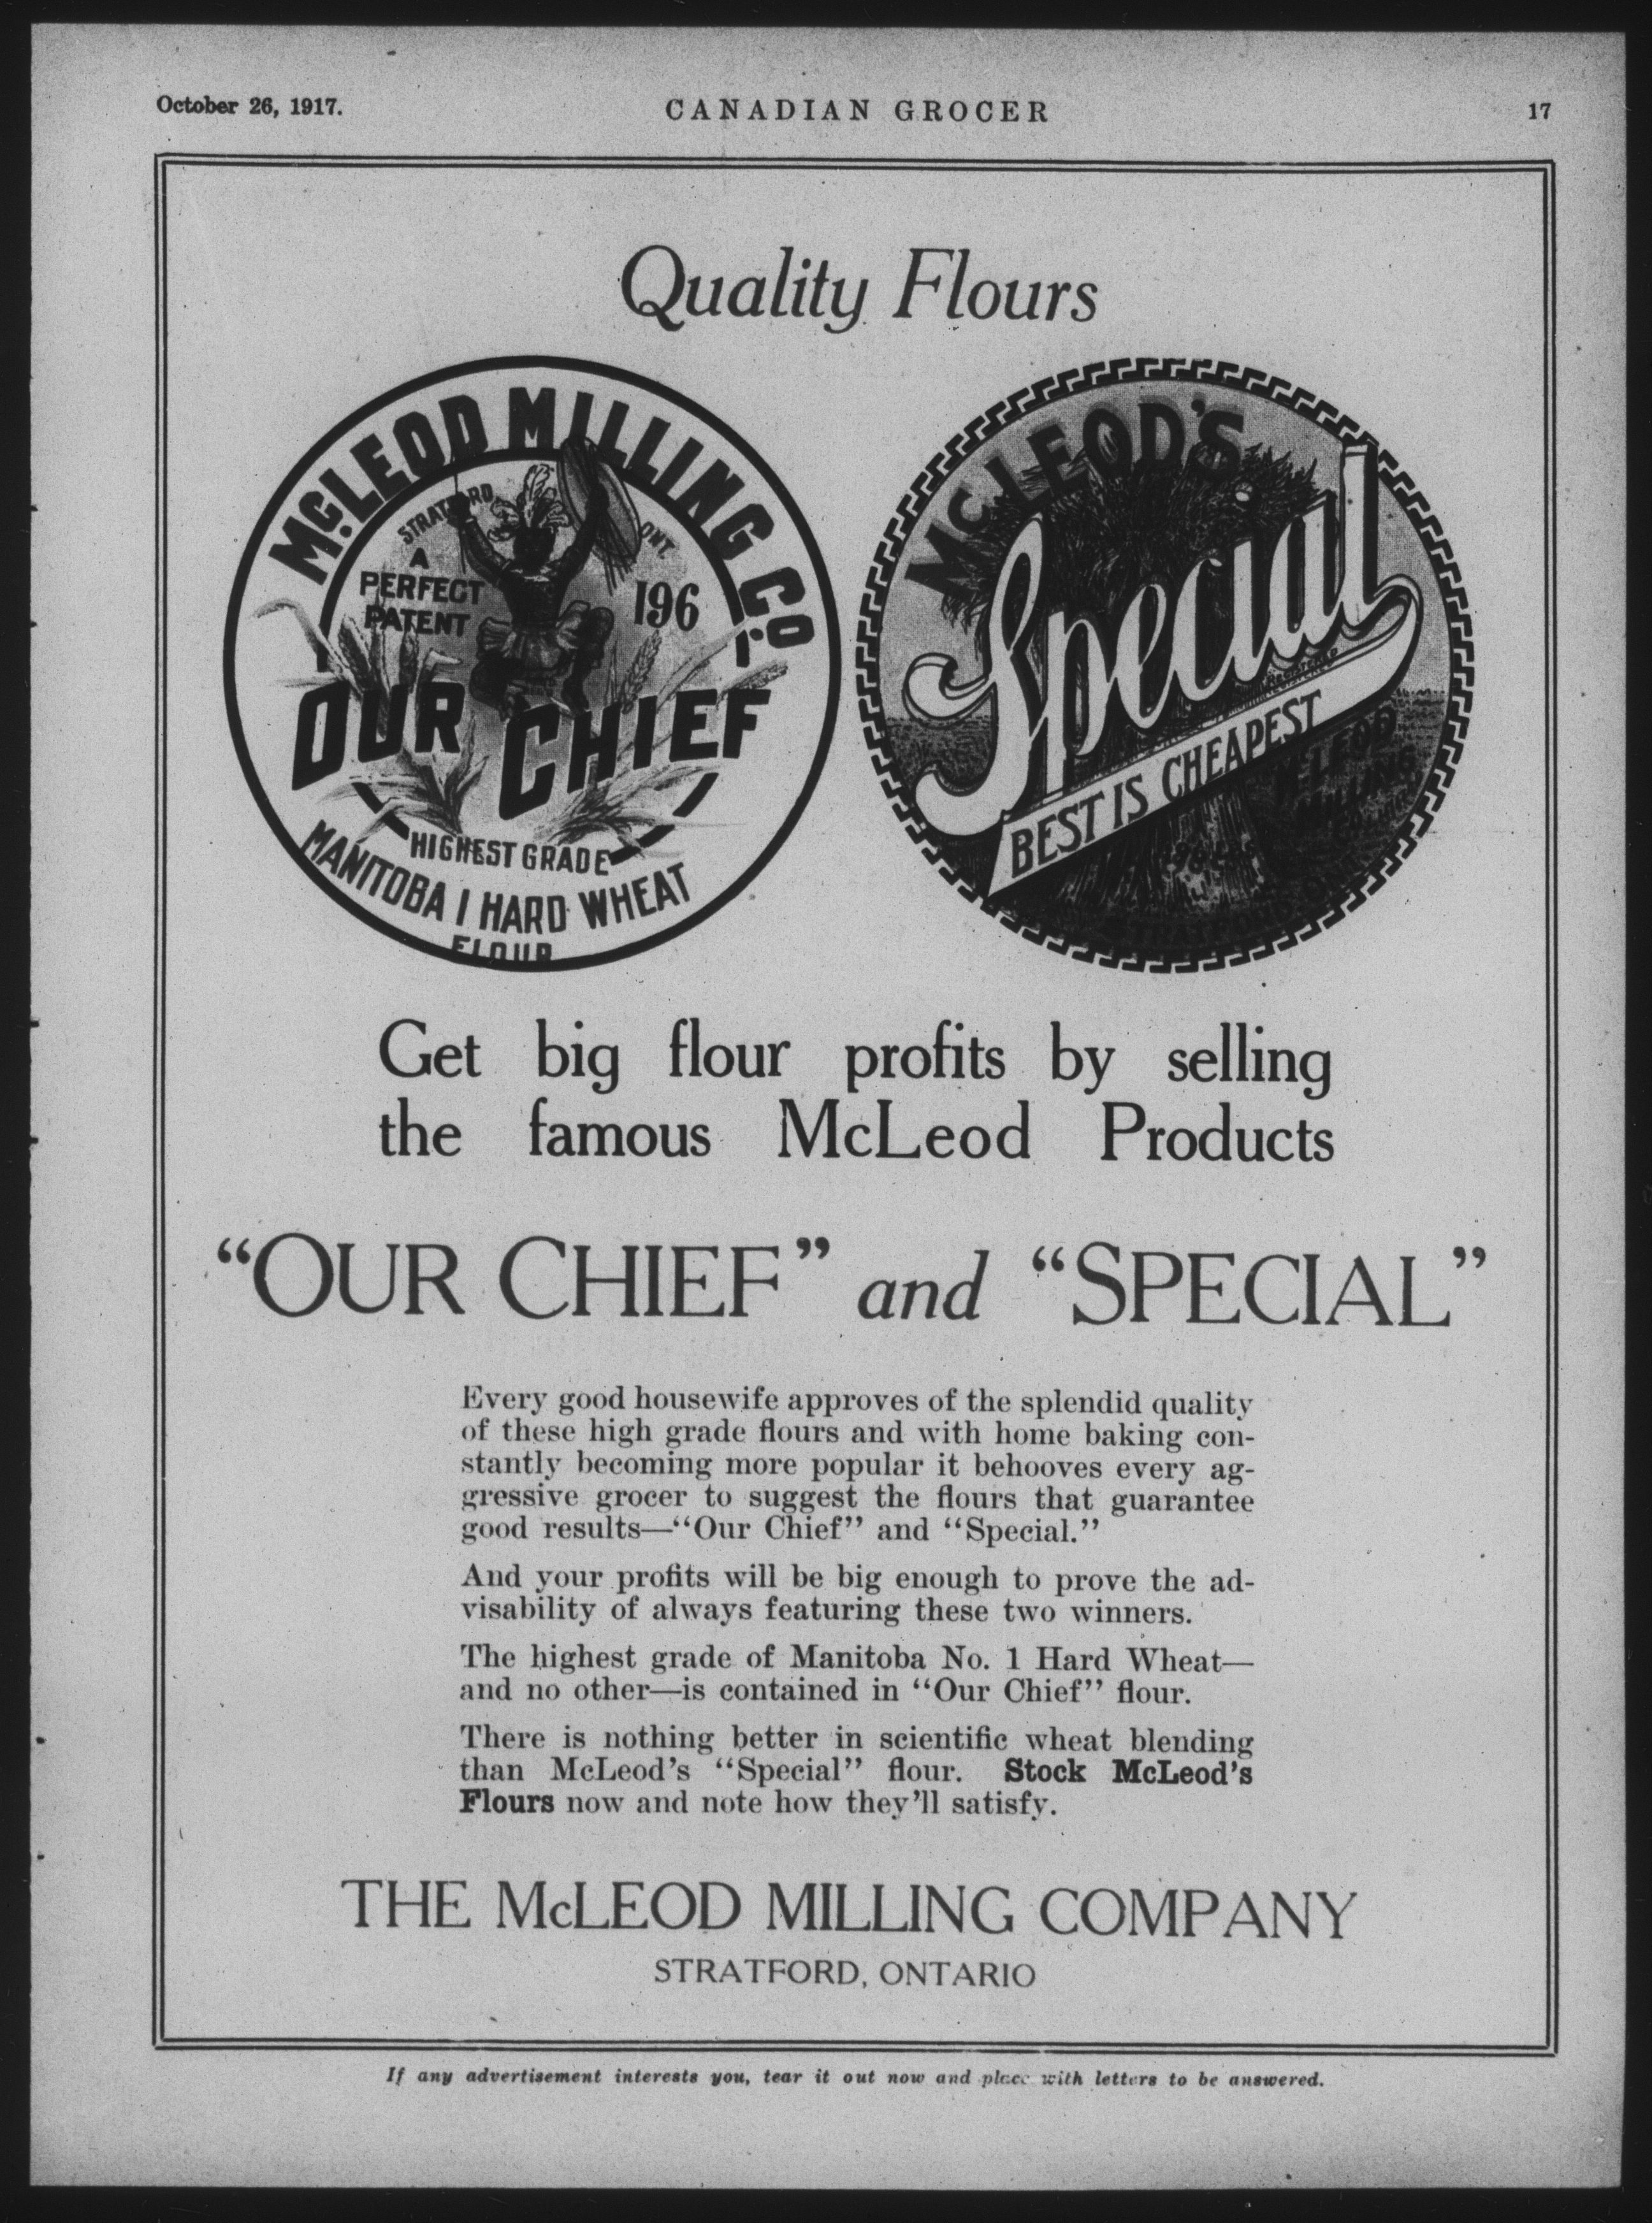 October 26, 1917.
CANADIAN GROCER
17
Quality Flours
McLEOD MILLING CO.
STRATFORD, ONT.
A
PERFECT
PATENT
196
OUR CHIEF
HIGHEST GRADE
MANITOBA 1 HARD WHEAT
FLOUR
McLEOD'S
Special
BEST IS CHEAPEST
McLEOD
MILLING
Get big flour profits by selling
the famous McLeod Products
“OUR CHIEF” and “SPECIAL”
Every good housewife approves of the splendid quality
of these high grade flours and with home baking con-
stantly becoming more popular it behooves every ag-
gressive grocer to suggest the flours that guarantee
good results—“Our Chief” and “Special.”
And your profits will be big enough to prove the ad-
visability of always featuring these two winners.
The highest grade of Manitoba No. 1 Hard Wheat—
and no other—is contained in “Our Chief” flour.
There is nothing better in scientific wheat blending
than McLeod’s “Special” flour. Stock McLeod’s
Flours now and note how they’ll satisfy.
THE McLEOD MILLING COMPANY
STRATFORD, ONTARIO
If any advertisement interests you, tear it out now and place with letters to be answered.